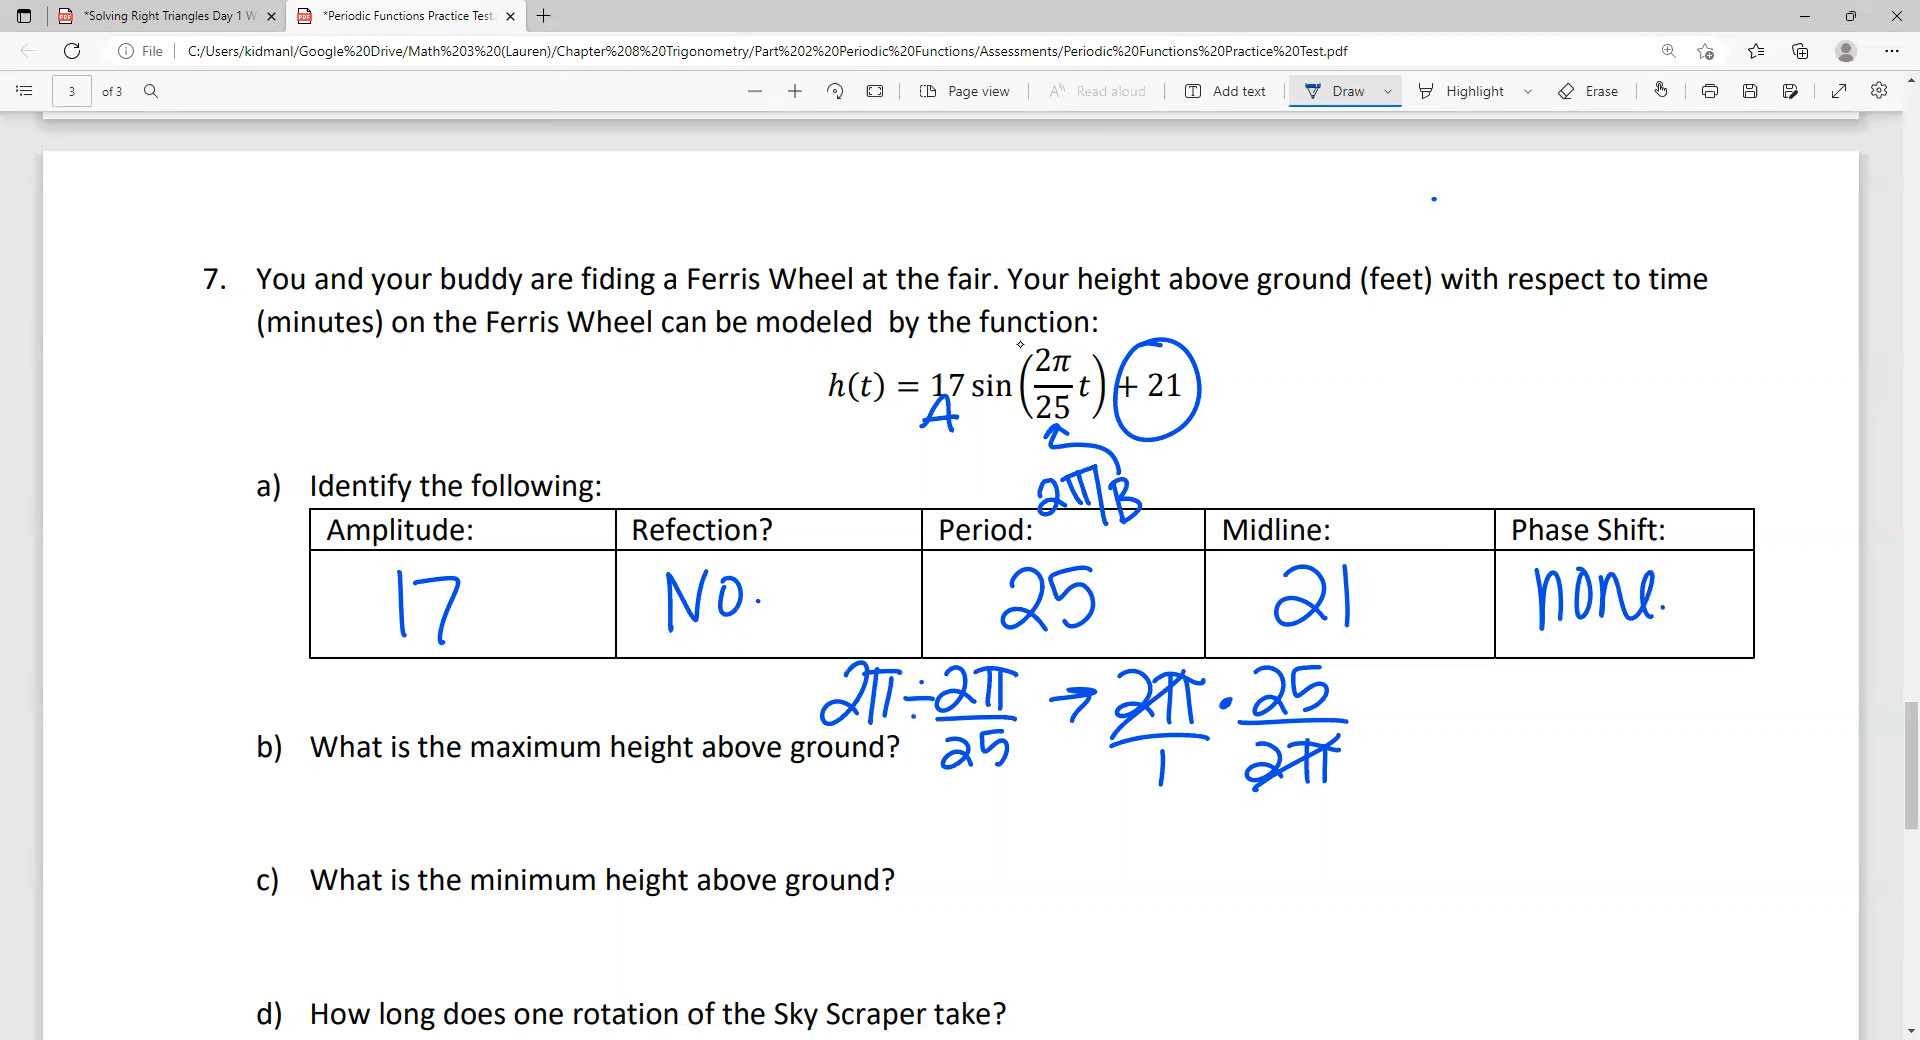 *Solving Right Triangles Day 1 W
*Periodic Functions Practice Test.
File C:/Users/kidmanl/Google%20Drive/Math%203%20(Lauren)/Chapter%208%20Trigonometry/Part%202%20Periodic%20Functions/Assessments/Periodic%20Functions%20Practice%20Test.pdf
3 of 3 Page view Read aloud Add text Draw Highlight Erase
7. You and your buddy are fiding a Ferris Wheel at the fair. Your height above ground (feet) with respect to time
(minutes) on the Ferris Wheel can be modeled by the function:
h(t) = 17 sin(2π/25 t) + 21
A
2π/B
a) Identify the following:
Amplitude: Refection? Period: Midline: Phase Shift:
17 No. 25 21 none.
2π ÷ 2π/25 → 2π/1 · 25/2π
b) What is the maximum height above ground?
c) What is the minimum height above ground?
d) How long does one rotation of the Sky Scraper take?